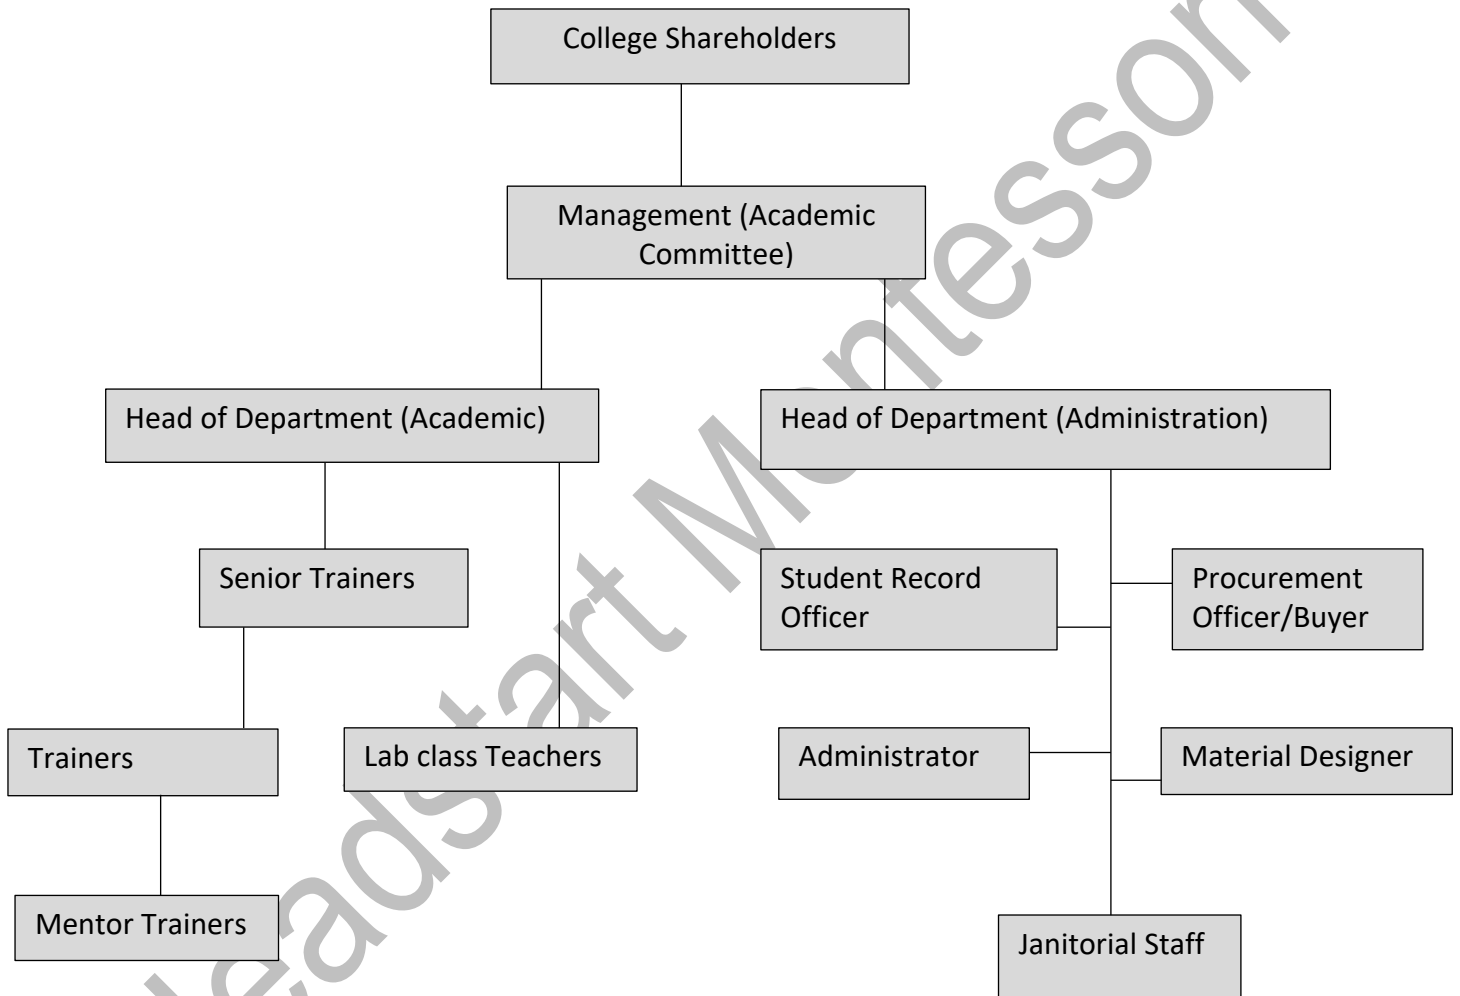 College Shareholders
Management (Academic
Committee)
Head of Department (Academic)
Head of Department (Administration)
Senior Trainers
Student Record
Officer
Procurement
Officer/Buyer
Trainers
Lab class Teachers
Administrator
Material Designer
Mentor Trainers
Janitorial Staff